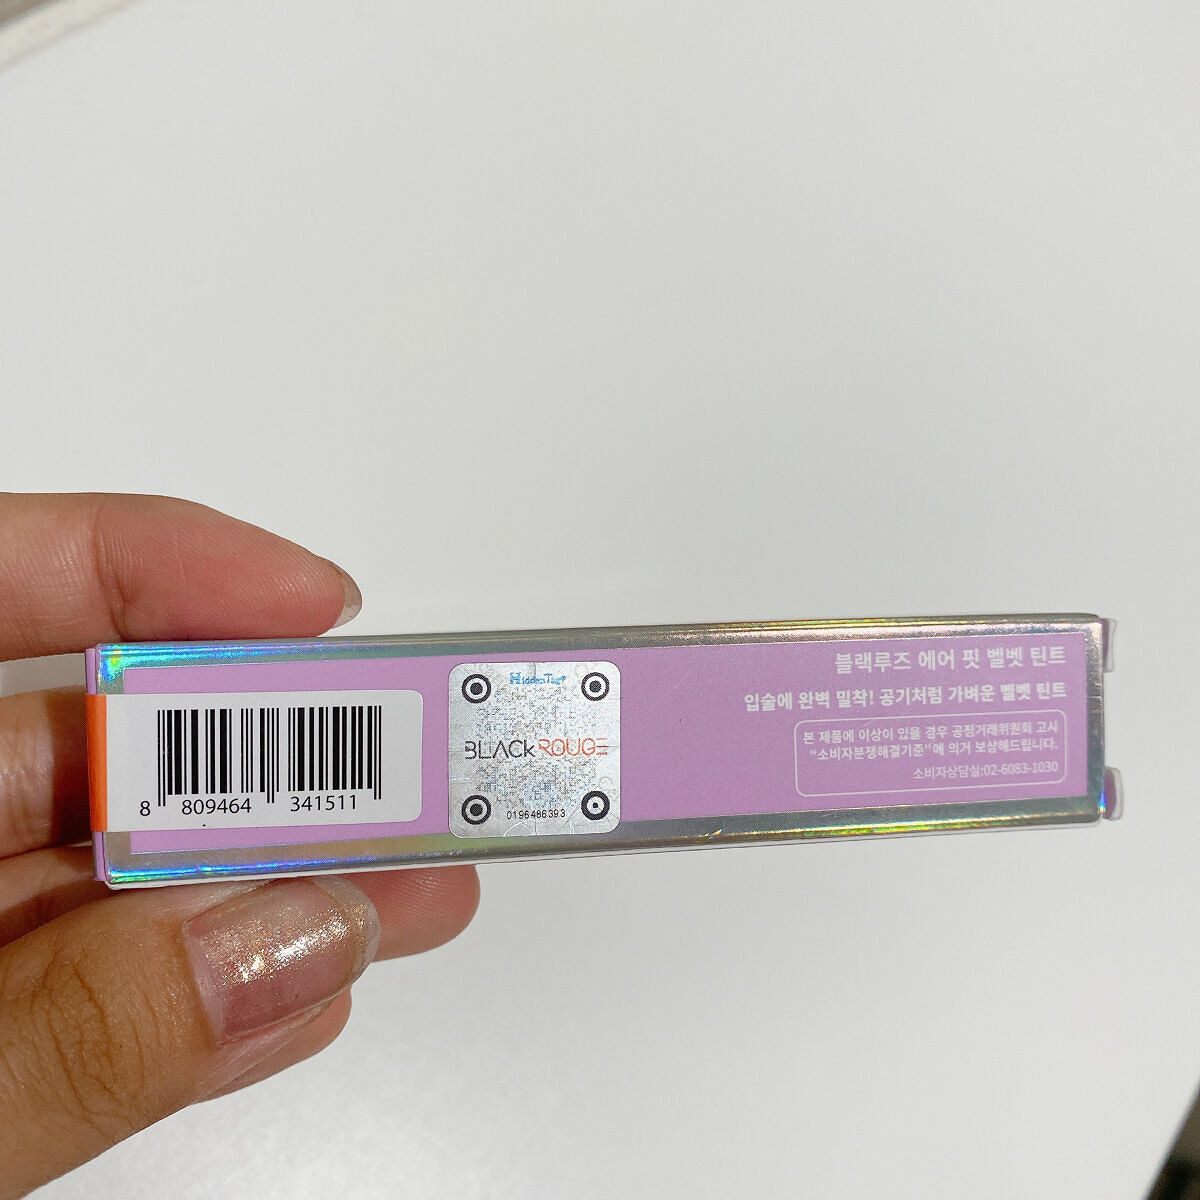 블랙루즈 에어 핏 벨벳 틴트
입술에 완벽 밀착! 공기처럼 가벼운 벨벳 틴트
본 제품에 이상이 있을 경우 공정거래위원회 고시
“소비자분쟁해결기준”에 의거 보상해드립니다.
소비자상담실:02-6083-1030
HiddenTag®
BLACK ROUGE
0196486393
8 809464 341511